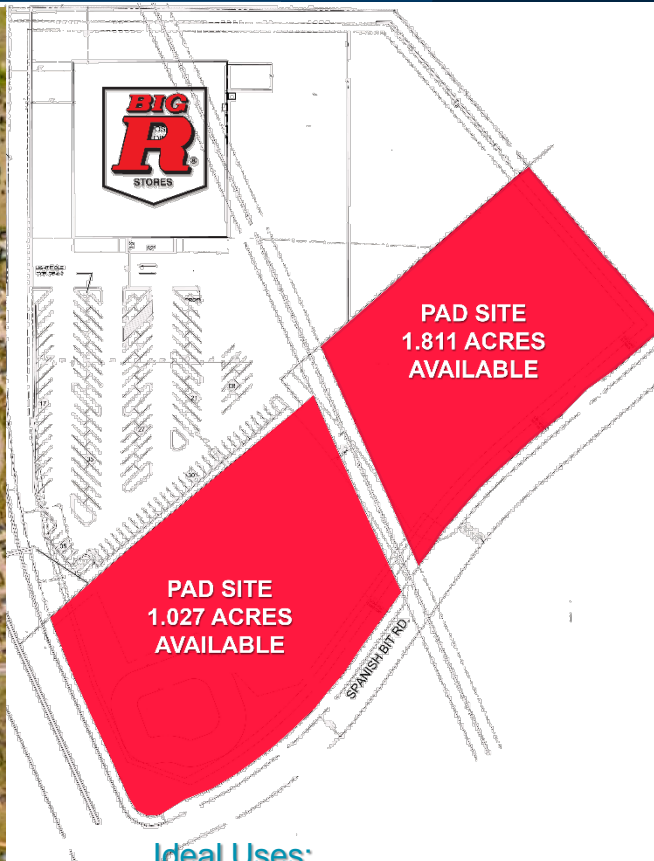 BIG
R
®
STORES
PAD SITE
1.811 ACRES
AVAILABLE
PAD SITE
1.027 ACRES
AVAILABLE
SPANISH BIT RD.
Ideal Uses: